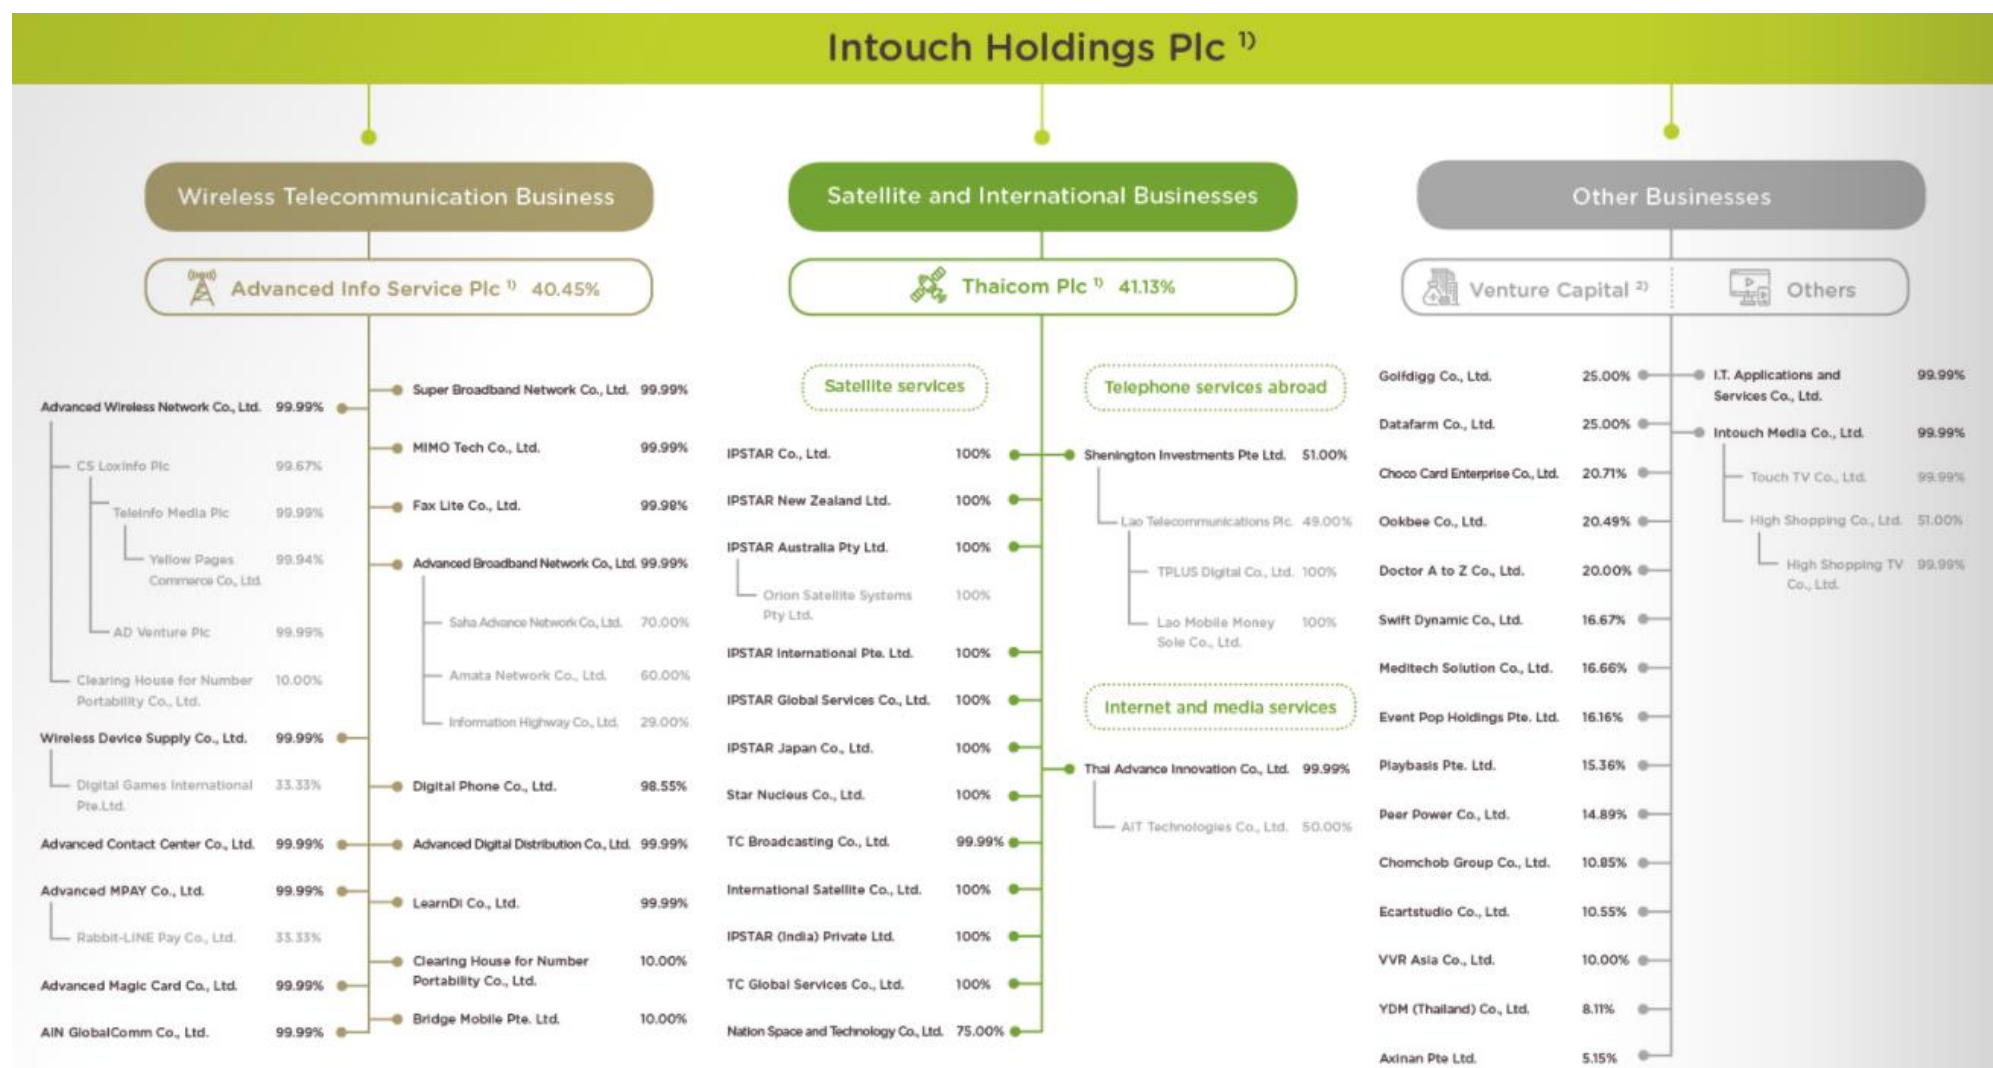 Intouch Holdings Plc 1)
Wireless Telecommunication Business
Advanced Info Service Plc 1) 40.45%
Advanced Wireless Network Co., Ltd. 99.99%
CS Loxinfo Plc 99.67%
Teleinfo Media Plc 99.99%
Yellow Pages 99.94%
Commerce Co., Ltd.
AD Venture Plc 99.99%
Clearing House for Number 10.00%
Portability Co., Ltd.
Wireless Device Supply Co., Ltd. 99.99%
Digital Games International 33.33%
Pte.Ltd.
Advanced Contact Center Co., Ltd. 99.99%
Advanced MPAY Co., Ltd. 99.99%
Rabbit-LINE Pay Co., Ltd. 33.33%
Advanced Magic Card Co., Ltd. 99.99%
AIN GlobalComm Co., Ltd. 99.99%
Super Broadband Network Co., Ltd. 99.99%
MIMO Tech Co., Ltd. 99.99%
Fax Lite Co., Ltd. 99.98%
Advanced Broadband Network Co., Ltd. 99.99%
Saha Advance Network Co., Ltd. 70.00%
Amata Network Co., Ltd. 60.00%
Information Highway Co., Ltd. 29.00%
Digital Phone Co., Ltd. 98.55%
Advanced Digital Distribution Co., Ltd. 99.99%
LearnDi Co., Ltd. 99.99%
Clearing House for Number 10.00%
Portability Co., Ltd.
Bridge Mobile Pte. Ltd. 10.00%
Satellite and International Businesses
Thaicom Plc 1) 41.13%
Satellite services
IPSTAR Co., Ltd. 100%
IPSTAR New Zealand Ltd. 100%
IPSTAR Australia Pty Ltd. 100%
Orion Satellite Systems 100%
Pty Ltd.
IPSTAR International Pte. Ltd. 100%
IPSTAR Global Services Co., Ltd. 100%
IPSTAR Japan Co., Ltd. 100%
Star Nucleus Co., Ltd. 100%
TC Broadcasting Co., Ltd. 99.99%
International Satellite Co., Ltd. 100%
IPSTAR (India) Private Ltd. 100%
TC Global Services Co., Ltd. 100%
Nation Space and Technology Co., Ltd. 75.00%
Telephone services abroad
Shenington Investments Pte Ltd. 51.00%
Lao Telecommunications Plc. 49.00%
TPLUS Digital Co., Ltd. 100%
Lao Mobile Money 100%
Sole Co., Ltd.
Internet and media services
Thai Advance Innovation Co., Ltd. 99.99%
AIT Technologies Co., Ltd. 50.00%
Other Businesses
Venture Capital 2)
Others
Golfdigg Co., Ltd. 25.00%
Datafarm Co., Ltd. 25.00%
Choco Card Enterprise Co., Ltd. 20.71%
Ookbee Co., Ltd. 20.49%
Doctor A to Z Co., Ltd. 20.00%
Swift Dynamic Co., Ltd. 16.67%
Meditech Solution Co., Ltd. 16.66%
Event Pop Holdings Pte. Ltd. 16.16%
Playbasis Pte. Ltd. 15.36%
Peer Power Co., Ltd. 14.89%
Chomchob Group Co., Ltd. 10.85%
Ecartstudio Co., Ltd. 10.55%
VVR Asia Co., Ltd. 10.00%
YDM (Thailand) Co., Ltd. 8.11%
Axinan Pte Ltd. 5.15%
I.T. Applications and 99.99%
Services Co., Ltd.
Intouch Media Co., Ltd. 99.99%
Touch TV Co., Ltd. 99.99%
High Shopping Co., Ltd. 51.00%
High Shopping TV 99.99%
Co., Ltd.